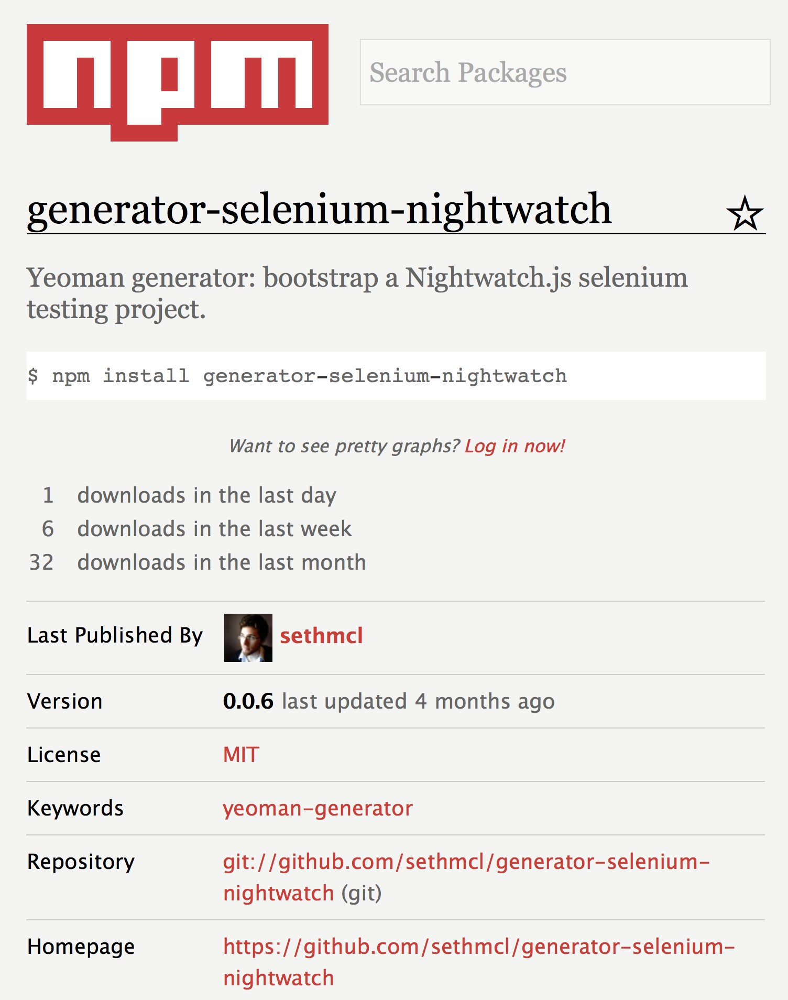 npm
Search Packages
generator-selenium-nightwatch ☆
Yeoman generator: bootstrap a Nightwatch.js selenium
testing project.
$ npm install generator-selenium-nightwatch
Want to see pretty graphs? Log in now!
1 downloads in the last day
6 downloads in the last week
32 downloads in the last month
Last Published By sethmcl
Version 0.0.6 last updated 4 months ago
License MIT
Keywords yeoman-generator
Repository git://github.com/sethmcl/generator-selenium-
nightwatch (git)
Homepage https://github.com/sethmcl/generator-selenium-
nightwatch